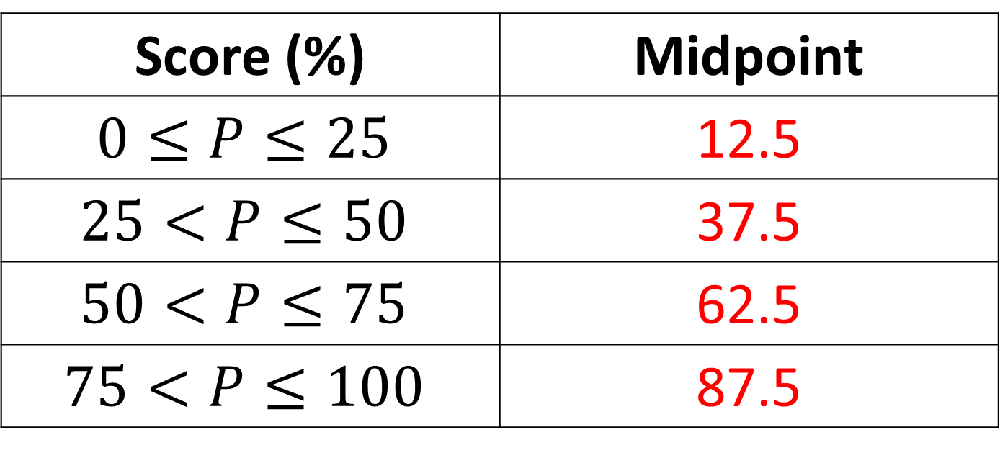 Score (%) Midpoint
0 ≤ P ≤ 25 12.5
25 < P ≤ 50 37.5
50 < P ≤ 75 62.5
75 < P ≤ 100 87.5